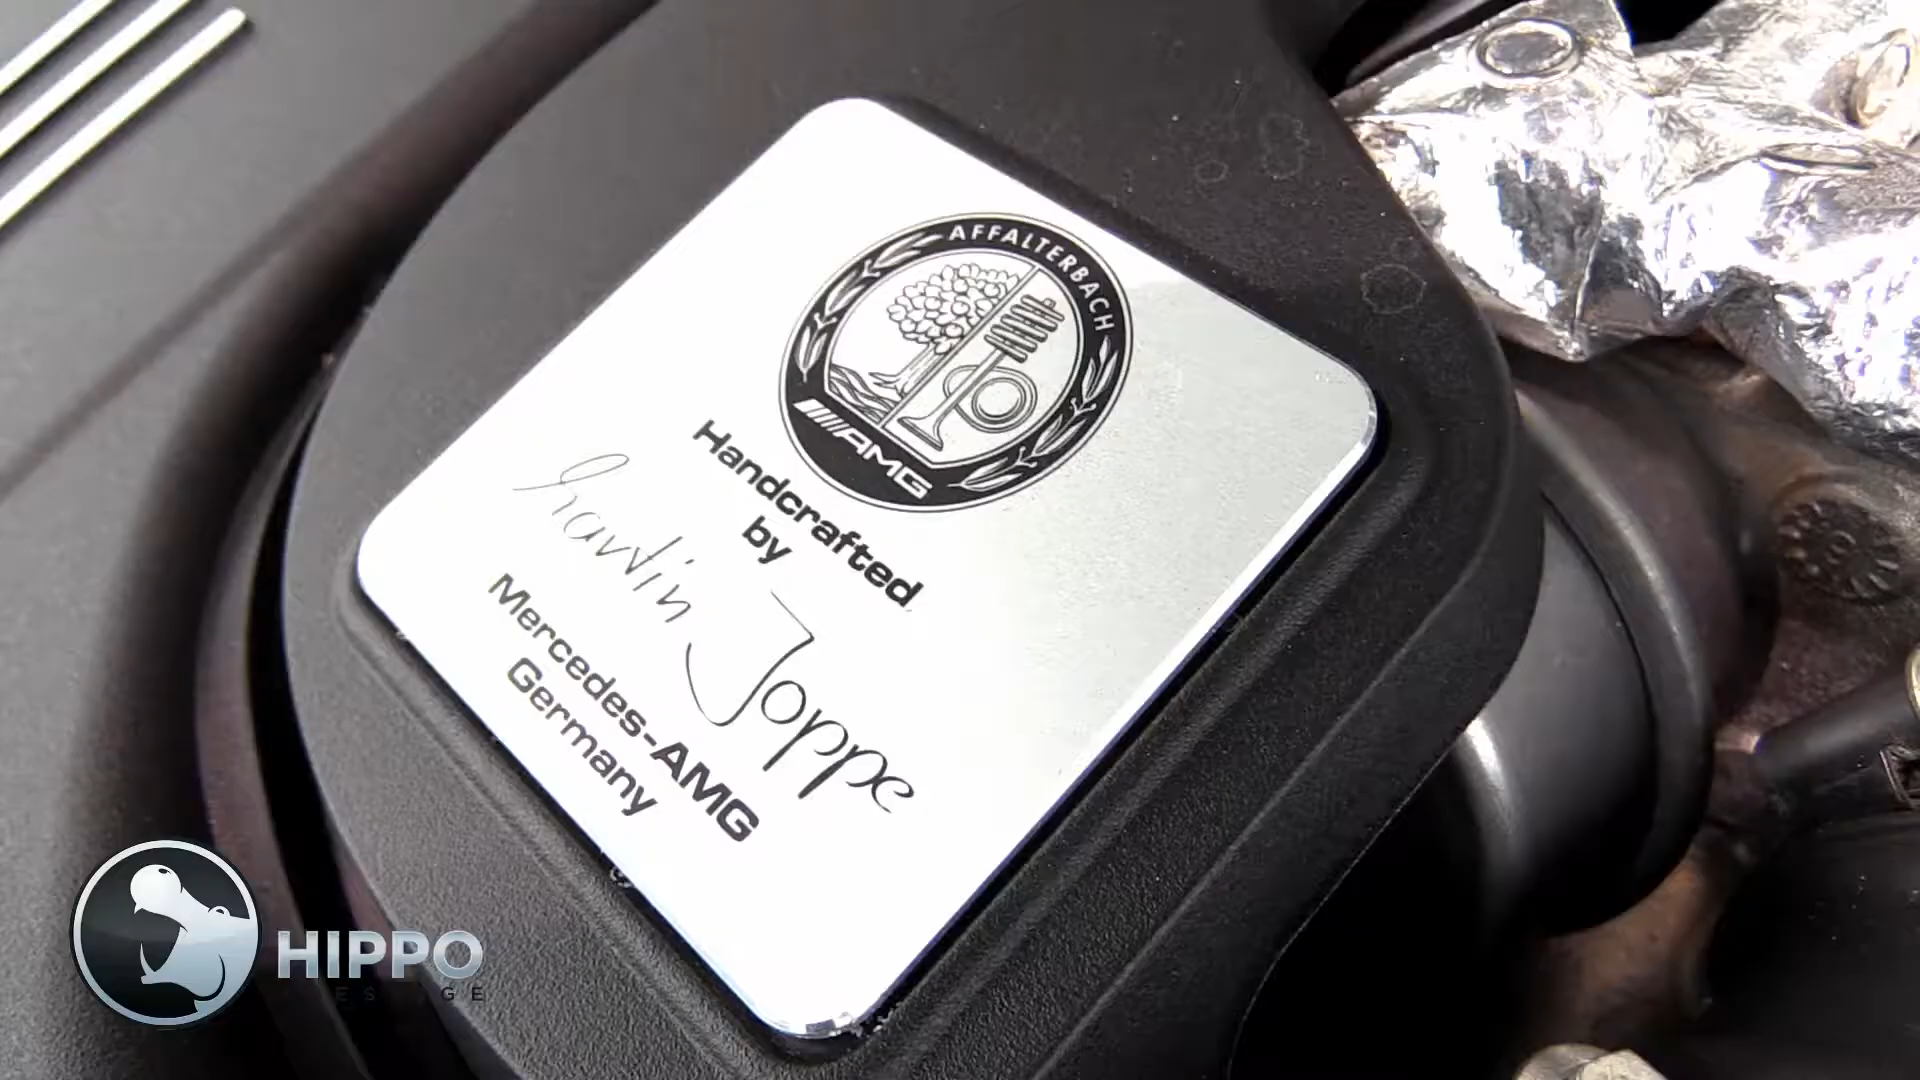 AFFALTERBACH
AMG
Handcrafted
by
Martin Joppe
Mercedes-AMG
Germany
HIPPO